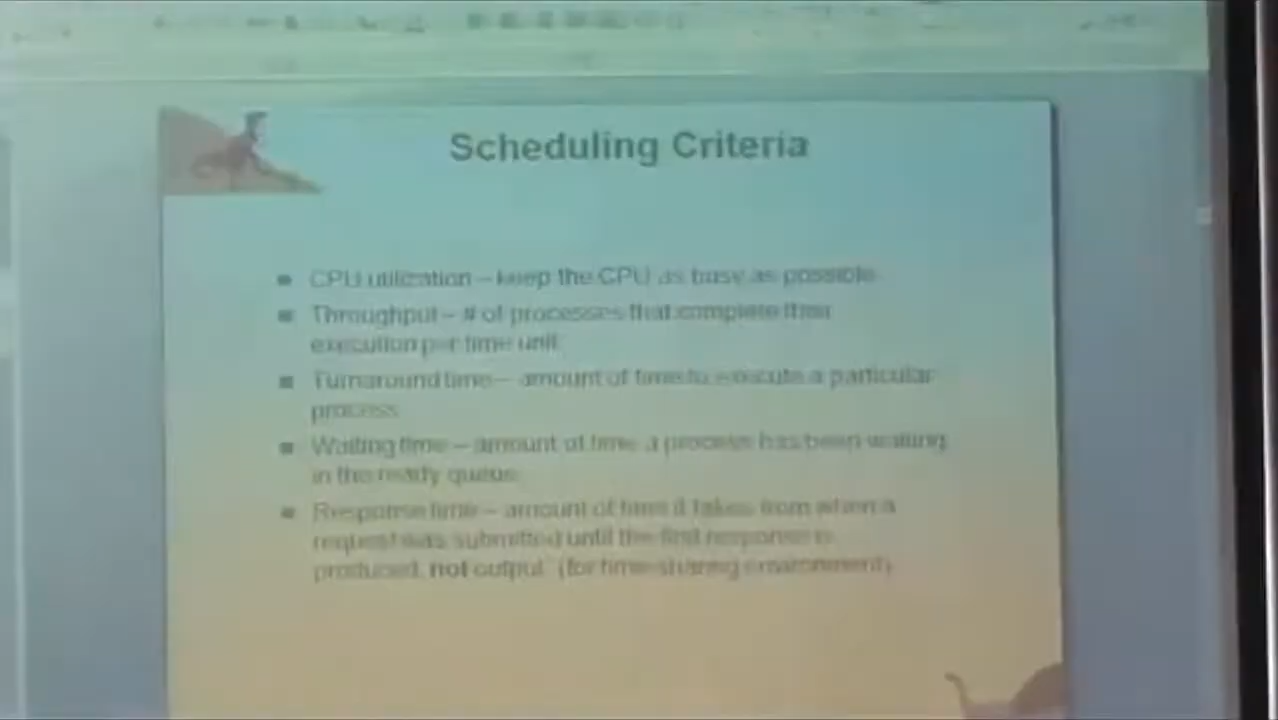 Scheduling Criteria
CPU utilization – keep the CPU as busy as possible
Throughput – # of processes that complete their
execution per time unit
Turnaround time – amount of time to execute a particular
process
Waiting time – amount of time a process has been waiting
in the ready queue
Response time – amount of time it takes from when a
request was submitted until the first response is
produced, not output (for time-sharing environment)